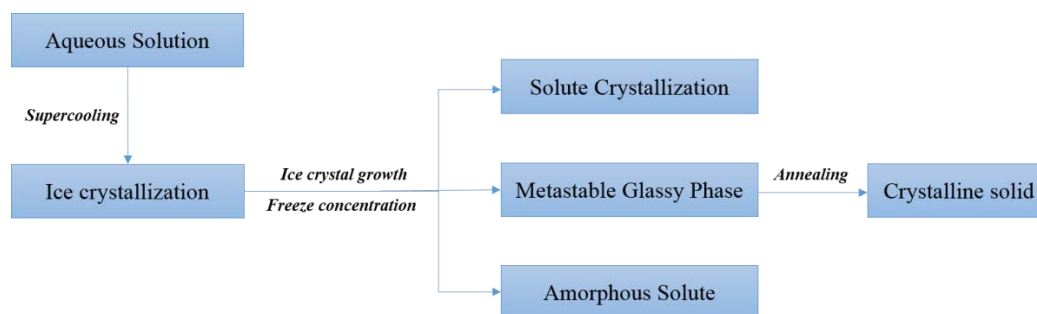 Aqueous Solution
Supercooling
Ice crystallization
Ice crystal growth
Freeze concentration
Solute Crystallization
Metastable Glassy Phase
Annealing
Crystalline solid
Amorphous Solute